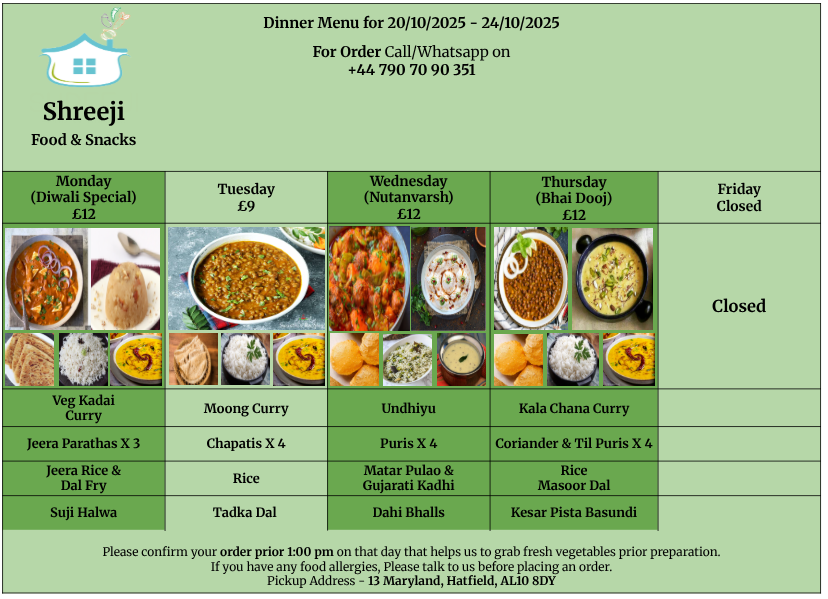 Dinner Menu for 20/10/2025 - 24/10/2025
For Order Call/Whatsapp on
+44 790 70 90 351
Shreeji
Food & Snacks
Monday
(Diwali Special)
£12
Tuesday
£9
Wednesday
(Nutanvarsh)
£12
Thursday
(Bhai Dooj)
£12
Friday
Closed
Closed
Veg Kadai
Curry
Moong Curry
Undhiyu
Kala Chana Curry
Jeera Parathas X 3
Chapatis X 4
Puris X 4
Coriander & Til Puris X 4
Jeera Rice &
Dal Fry
Rice
Matar Pulao &
Gujarati Kadhi
Rice
Masoor Dal
Suji Halwa
Tadka Dal
Dahi Bhalls
Kesar Pista Basundi
Please confirm your order prior 1:00 pm on that day that helps us to grab fresh vegetables prior preparation.
If you have any food allergies, Please talk to us before placing an order.
Pickup Address - 13 Maryland, Hatfield, AL10 8DY